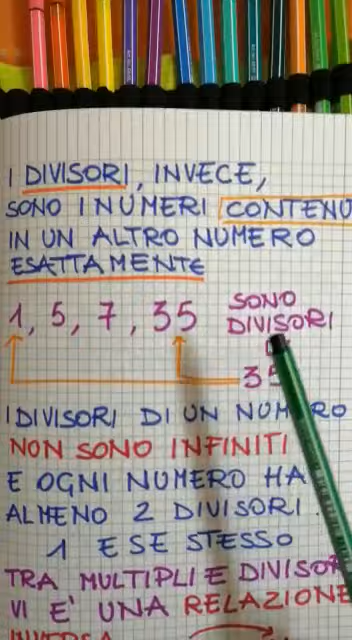 I DIVISORI, INVECE,
SONO I NUMERI CONTENU
IN UN ALTRO NUMERO
ESATTAMENTE
1, 5, 7, 35 SONO
DIVISORI
35
I DIVISORI DI UN NUMERO
NON SONO INFINITI
E OGNI NUMERO HA
ALMENO 2 DIVISORI.
1 E SE STESSO
TRA MULTIPLI E DIVISOR
VI E' UNA RELAZIONE
INVERSA